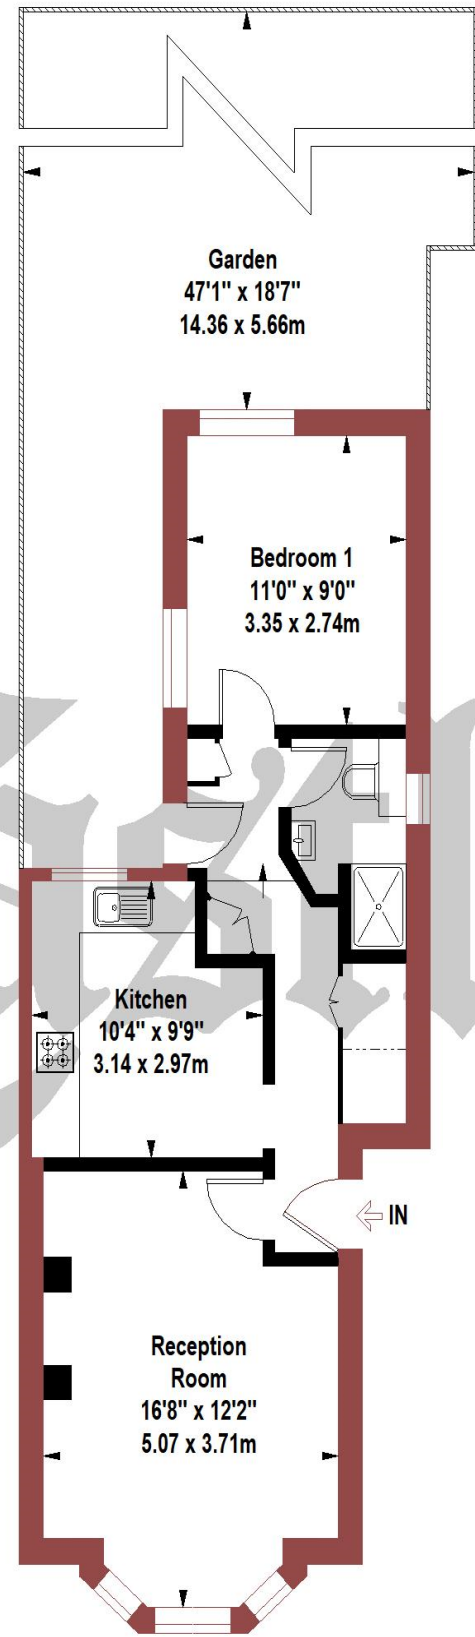 Garden
47'1" x 18'7"
14.36 x 5.66m
Bedroom 1
11'0" x 9'0"
3.35 x 2.74m
Kitchen
10'4" x 9'9"
3.14 x 2.97m
IN
Reception
Room
16'8" x 12'2"
5.07 x 3.71m